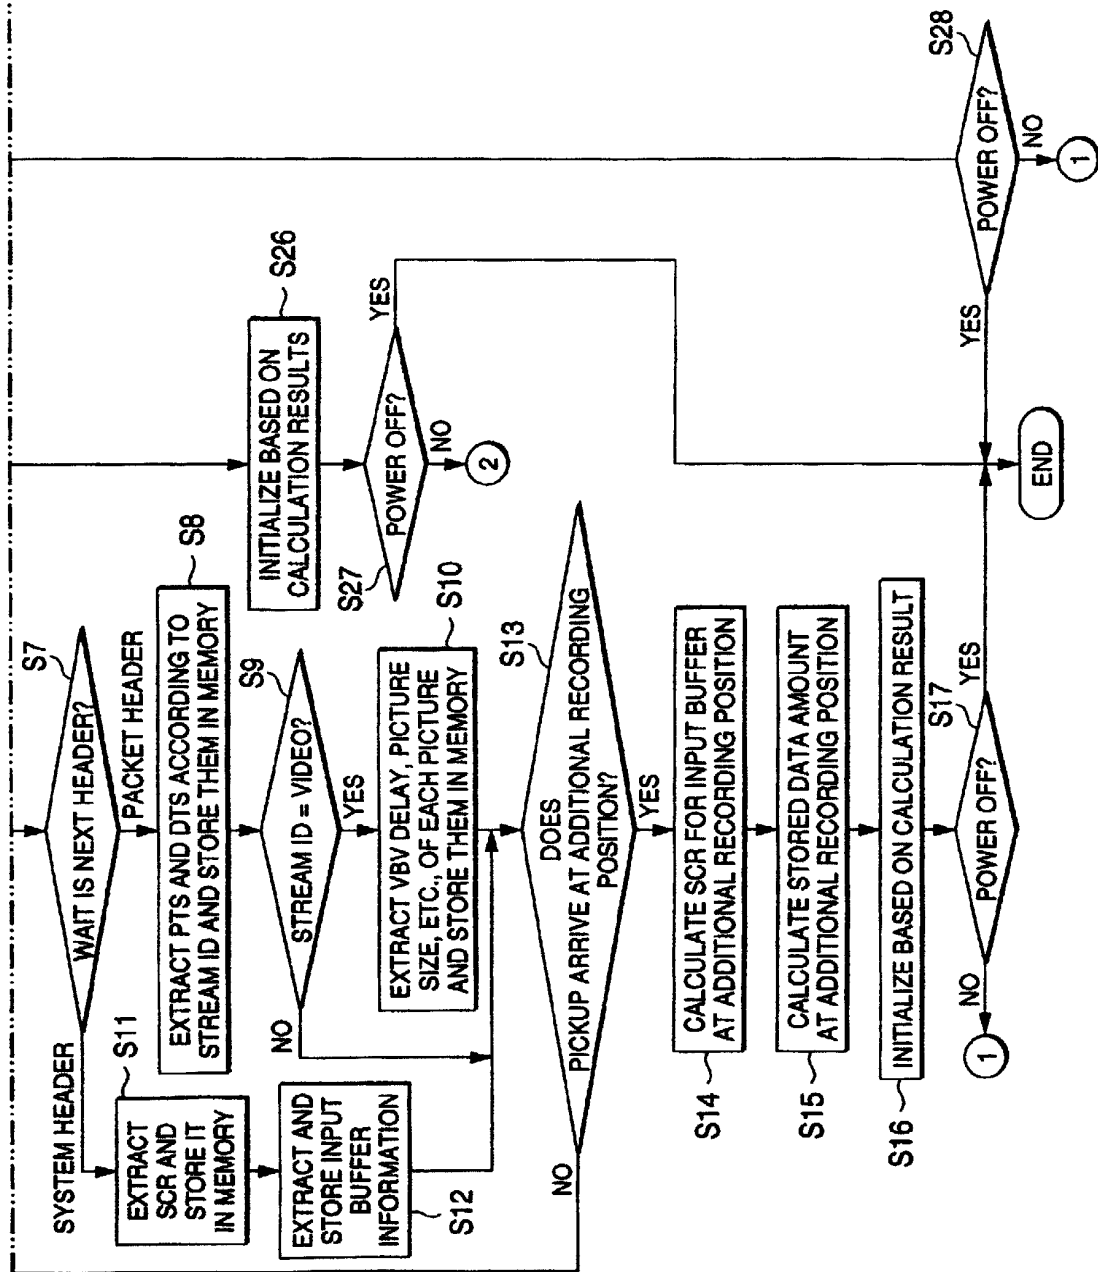 S7
WAIT IS NEXT HEADER?
SYSTEM HEADER
PACKET HEADER
S11
EXTRACT
SCR AND
STORE IT
IN MEMORY
S8
EXTRACT PTS AND DTS ACCORDING TO
STREAM ID AND STORE THEM IN MEMORY
S9
STREAM ID = VIDEO?
NO
YES
EXTRACT AND
STORE INPUT
BUFFER
INFORMATION
S12
S10
EXTRACT VBV DELAY, PICTURE
SIZE, ETC., OF EACH PICTURE
AND STORE THEM IN MEMORY
S13
DOES
PICKUP ARRIVE AT ADDITIONAL RECORDING
POSITION?
NO
YES
S14
CALCULATE SCR FOR INPUT BUFFER
AT ADDITIONAL RECORDING POSITION
S15
CALCULATE STORED DATA AMOUNT
AT ADDITIONAL RECORDING POSITION
S16
INITIALIZE BASED ON CALCULATION RESULT
S17
POWER OFF?
NO
YES
1
S26
INITIALIZE BASED ON
CALCULATION RESULTS
S27
POWER OFF?
YES
NO
2
S28
POWER OFF?
YES
NO
1
END